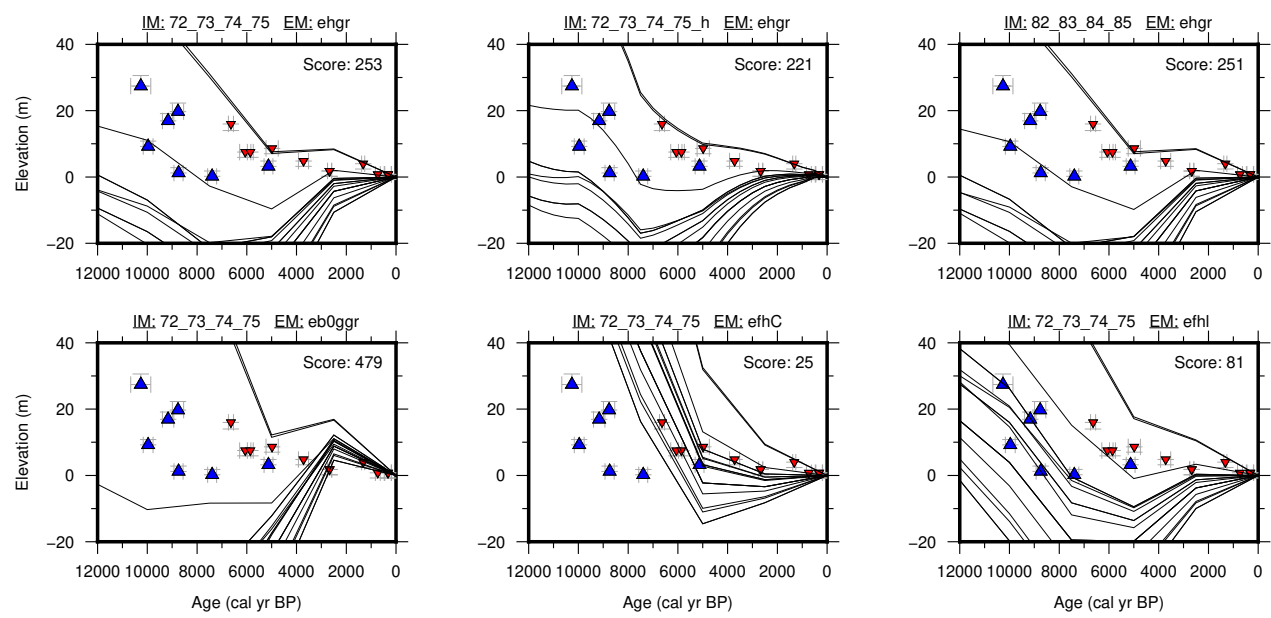 IM: 72_73_74_75 EM: ehgr
IM: 72_73_74_75_h EM: ehgr
IM: 82_83_84_85 EM: ehgr
40
20
0
−20
Elevation (m)
Score: 253
12000 10000 8000 6000 4000 2000 0
40
20
0
−20
Score: 221
12000 10000 8000 6000 4000 2000 0
40
20
0
−20
Score: 251
12000 10000 8000 6000 4000 2000 0
IM: 72_73_74_75 EM: eb0ggr
IM: 72_73_74_75 EM: efhC
IM: 72_73_74_75 EM: efhl
40
20
0
−20
Elevation (m)
Score: 479
12000 10000 8000 6000 4000 2000 0
Age (cal yr BP)
40
20
0
−20
Score: 25
12000 10000 8000 6000 4000 2000 0
Age (cal yr BP)
40
20
0
−20
Score: 81
12000 10000 8000 6000 4000 2000 0
Age (cal yr BP)